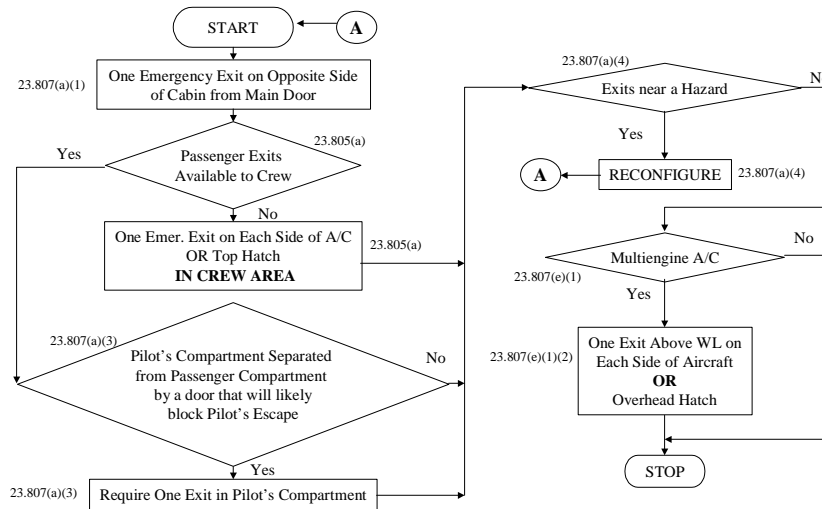 START
A
23.807(a)(1)
One Emergency Exit on Opposite Side
of Cabin from Main Door
23.805(a)
Yes
Passenger Exits
Available to Crew
No
One Emer. Exit on Each Side of A/C
OR Top Hatch
IN CREW AREA
23.805(a)
23.807(a)(3)
Pilot's Compartment Separated
from Passenger Compartment
by a door that will likely
block Pilot's Escape
No
Yes
23.807(a)(3)
Require One Exit in Pilot's Compartment
23.807(a)(4)
Exits near a Hazard
N
Yes
A
RECONFIGURE
23.807(a)(4)
Multiengine A/C
No
23.807(e)(1)
Yes
23.807(e)(1)(2)
One Exit Above WL on
Each Side of Aircraft
OR
Overhead Hatch
STOP